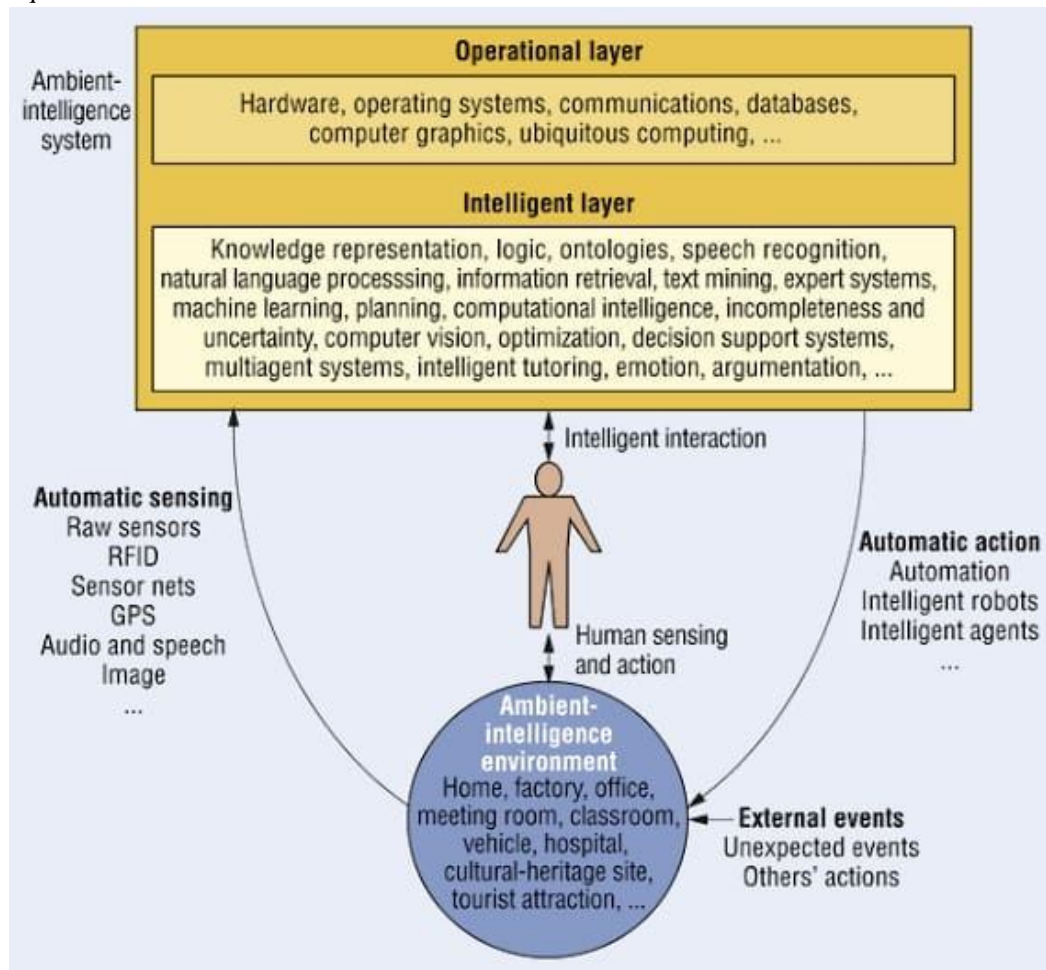 Ambient-
intelligence
system
Operational layer
Hardware, operating systems, communications, databases,
computer graphics, ubiquitous computing, ...
Intelligent layer
Knowledge representation, logic, ontologies, speech recognition,
natural language processsing, information retrieval, text mining, expert systems,
machine learning, planning, computational intelligence, incompleteness and
uncertainty, computer vision, optimization, decision support systems,
multiagent systems, intelligent tutoring, emotion, argumentation, ...
Intelligent interaction
Automatic sensing
Raw sensors
RFID
Sensor nets
GPS
Audio and speech
Image
...
Human sensing
and action
Automatic action
Automation
Intelligent robots
Intelligent agents
...
Ambient-
intelligence
environment
Home, factory, office,
meeting room, classroom,
vehicle, hospital,
cultural-heritage site,
tourist attraction, ...
External events
Unexpected events
Others' actions